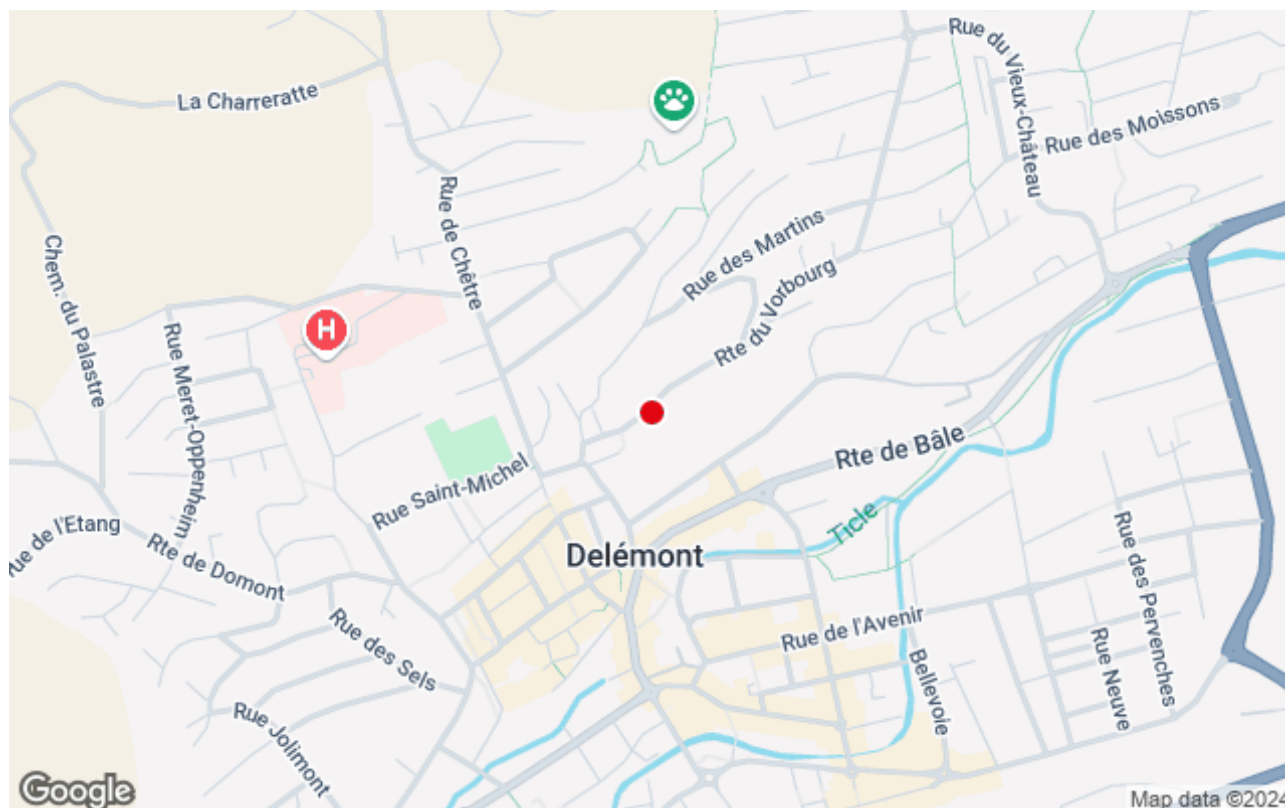 Rue du Vieux-Château
La Charreratte
Rue des Moissons
Rue de Chêtre
Rue des Martins
Chem. du Palastre
Rte du Vorbourg
H
Rue Meret-Oppenheim
Rte de Bâle
Rue Saint-Michel
Ticle
Rue de l'Etang
Rte de Domont
Delémont
Rue des Pervenches
Rue de l'Avenir
Rue des Sels
Rue Neuve
Bellevoie
Rue Jolimont
Google
Map data ©2024